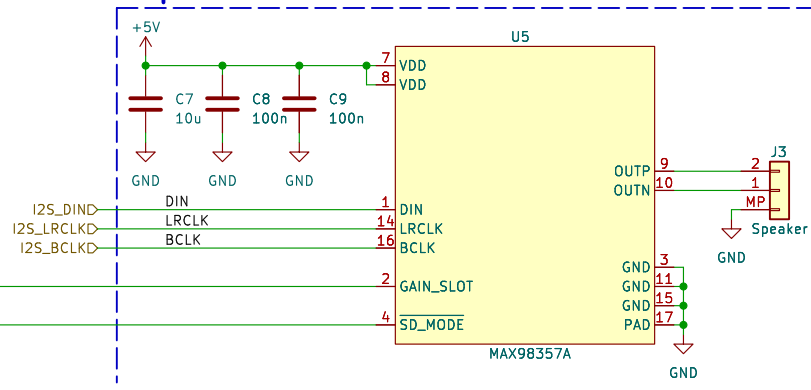 +5V
U5
7
VDD
8
VDD
C7
10u
C8
100n
C9
100n
GND
GND
GND
J3
OUTP
9
2
OUTN
10
1
MP
Speaker
GND
I2S_DIN
DIN
1
DIN
I2S_LRCLK
LRCLK
14
LRCLK
I2S_BCLK
BCLK
16
BCLK
GND
3
2
GAIN_SLOT
GND
11
GND
15
4
SD_MODE
PAD
17
MAX98357A
GND